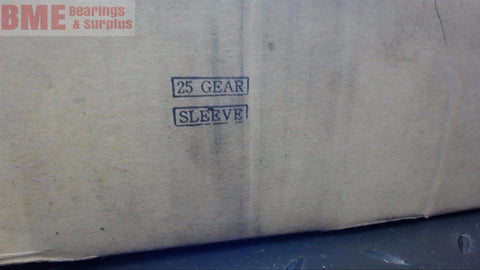 BME Bearings
& Surplus
25 GEAR
SLEEVE